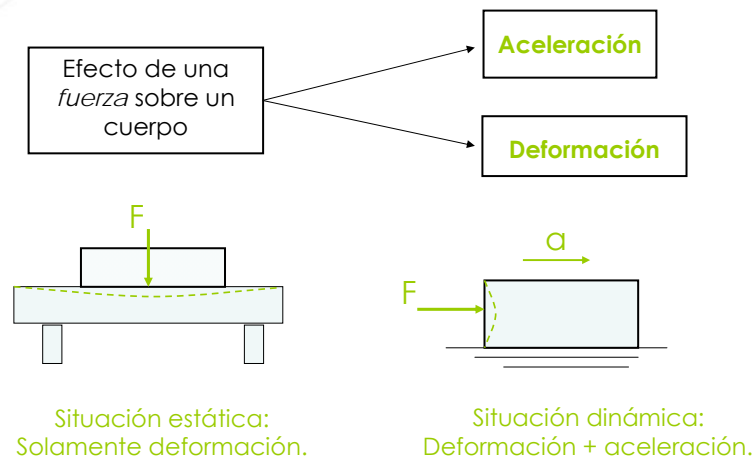 Efecto de una
fuerza sobre un
cuerpo
Aceleración
Deformación
F
a
F
Situación estática:
Solamente deformación.
Situación dinámica:
Deformación + aceleración.